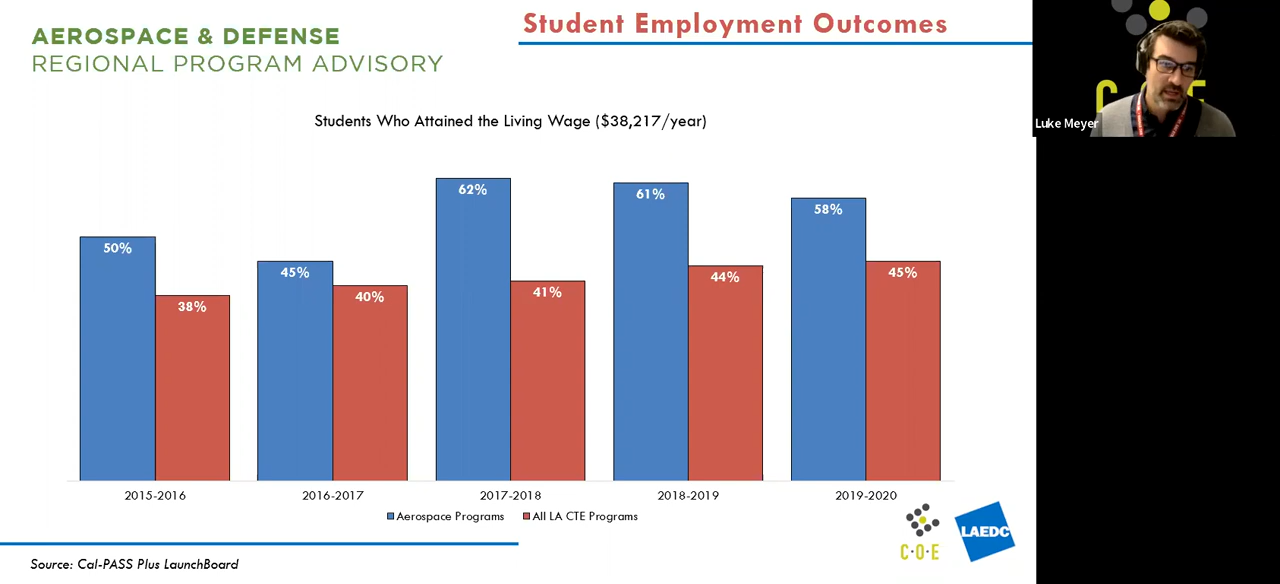 AEROSPACE & DEFENSE
REGIONAL PROGRAM ADVISORY
Student Employment Outcomes
C O E
Luke Meyer
Students Who Attained the Living Wage ($38,217/year)
62%
61%
58%
50%
45%
45%
44%
41%
40%
38%
2015-2016
2016-2017
2017-2018
2018-2019
2019-2020
Aerospace Programs
All LA CTE Programs
C·O·E
LAEDC
Source: Cal-PASS Plus LaunchBoard